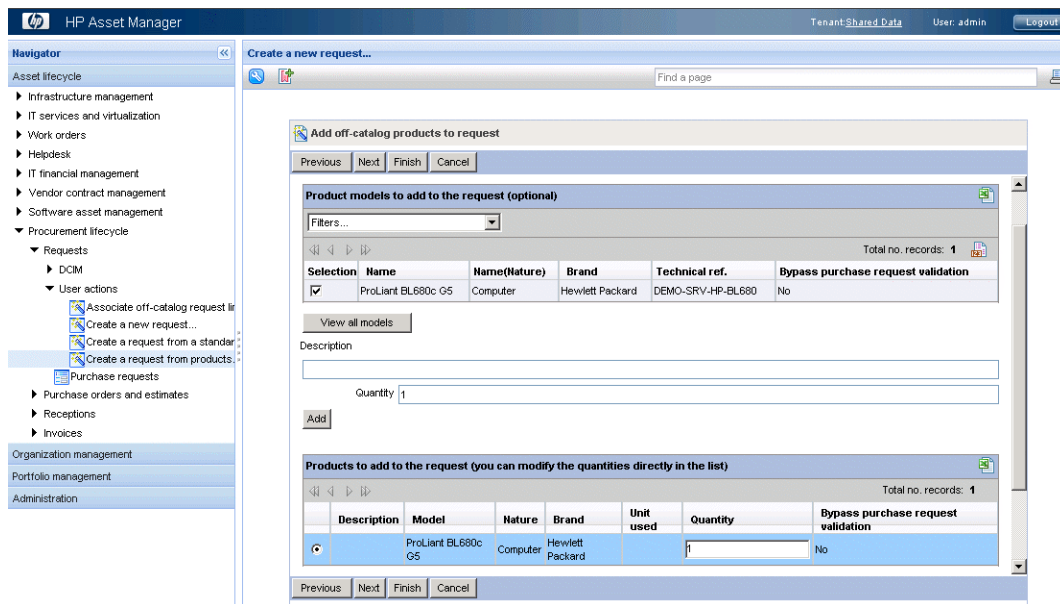 hp HP Asset Manager
Tenant:Shared Data User: admin Logout
Navigator
Asset lifecycle
Infrastructure management
IT services and virtualization
Work orders
Helpdesk
IT financial management
Vendor contract management
Software asset management
Procurement lifecycle
Requests
DCIM
User actions
Associate off-catalog request lin
Create a new request...
Create a request from a standar
Create a request from products.
Purchase requests
Purchase orders and estimates
Receptions
Invoices
Organization management
Portfolio management
Administration
Create a new request...
Find a page
Add off-catalog products to request
Previous Next Finish Cancel
Product models to add to the request (optional)
Filters...
Total no. records: 1
Selection Name Name(Nature) Brand Technical ref. Bypass purchase request validation
ProLiant BL680c G5 Computer Hewlett Packard DEMO-SRV-HP-BL680 No
View all models
Description
Quantity 1
Add
Products to add to the request (you can modify the quantities directly in the list)
Total no. records: 1
Description Model Nature Brand Unit used Quantity Bypass purchase request validation
ProLiant BL680c G5 Computer Hewlett Packard 1 No
Previous Next Finish Cancel